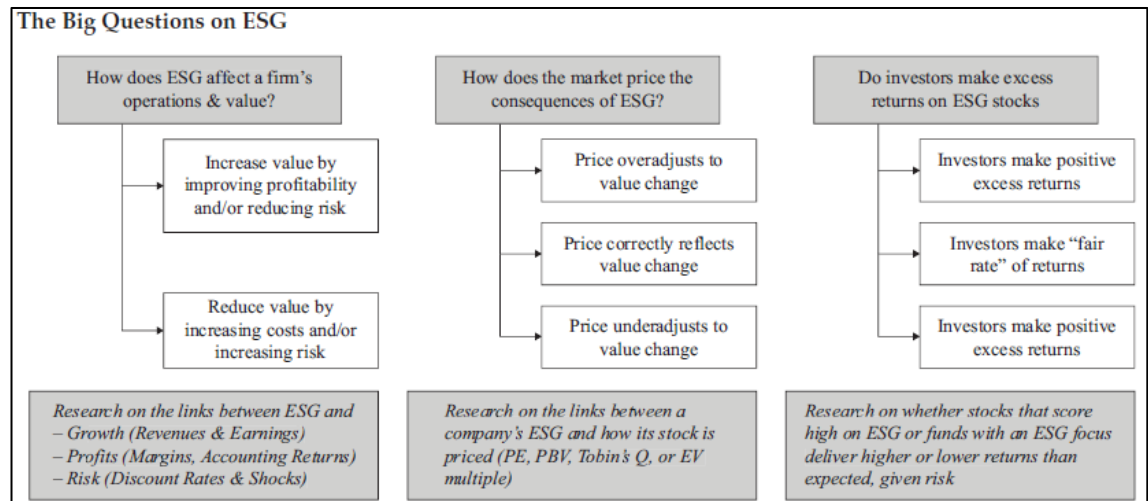 The Big Questions on ESG
How does ESG affect a firm's
operations & value?
Increase value by
improving profitability
and/or reducing risk
Reduce value by
increasing costs and/or
increasing risk
Research on the links between ESG and
– Growth (Revenues & Earnings)
– Profits (Margins, Accounting Returns)
– Risk (Discount Rates & Shocks)
How does the market price the
consequences of ESG?
Price overadjusts to
value change
Price correctly reflects
value change
Price underadjusts to
value change
Research on the links between a
company's ESG and how its stock is
priced (PE, PBV, Tobin's Q, or EV
multiple)
Do investors make excess
returns on ESG stocks
Investors make positive
excess returns
Investors make “fair
rate” of returns
Investors make positive
excess returns
Research on whether stocks that score
high on ESG or funds with an ESG focus
deliver higher or lower returns than
expected, given risk